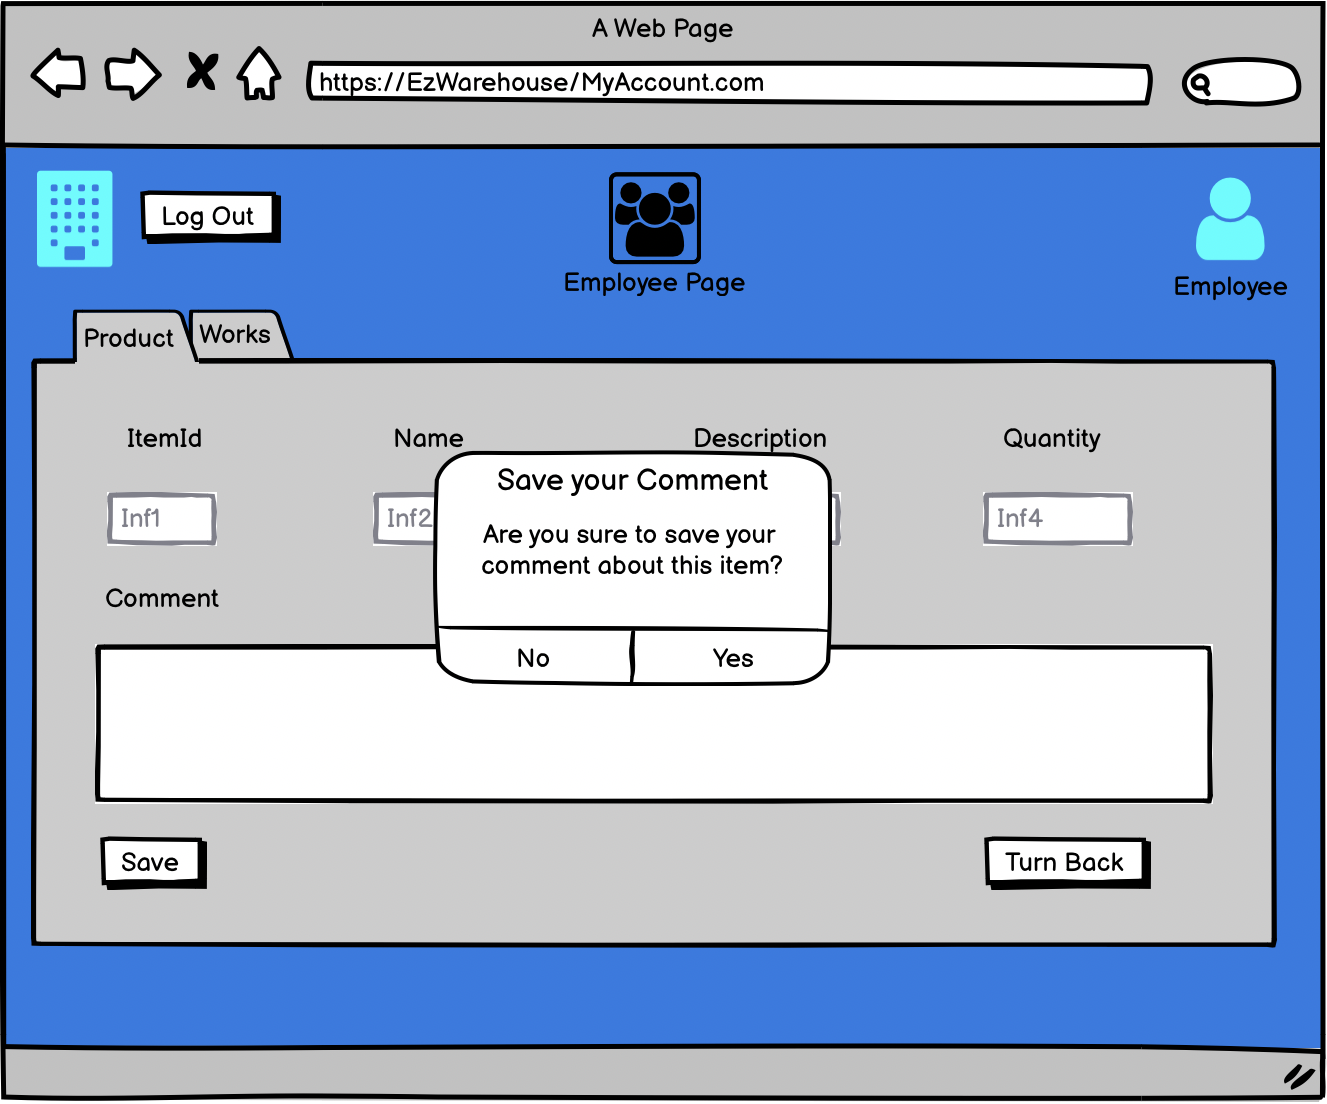 A Web Page
https://EzWarehouse/MyAccount.com
Log Out
Employee Page
Employee
Product
Works
ItemId
Name
Description
Quantity
Save your Comment
Inf1
Inf2
Inf4
Are you sure to save your
comment about this item?
Comment
No
Yes
Save
Turn Back